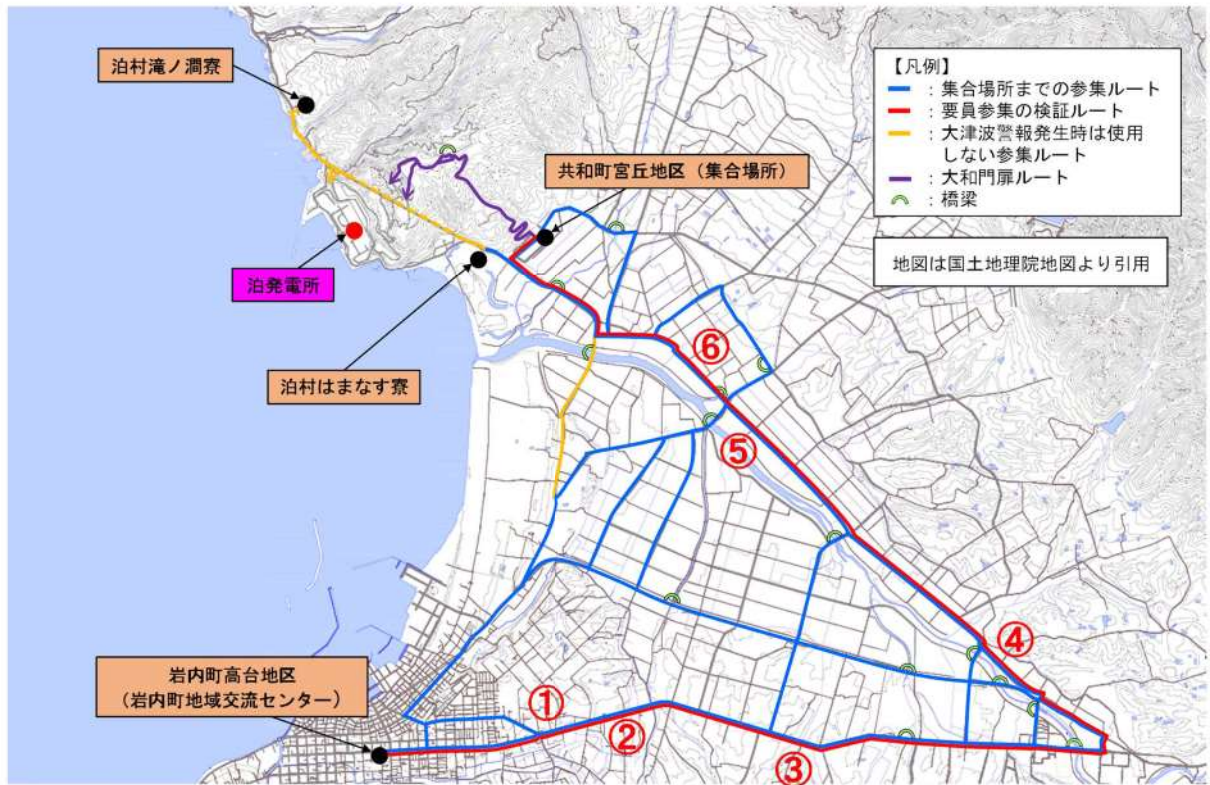 泊村滝ノ澗寮
【凡例】
：集合場所までの参集ルート
：要員参集の検証ルート
：大津波警報発生時は使用
しない参集ルート
：大和門扉ルート
：橋梁
共和町宮丘地区（集合場所）
地図は国土地理院地図より引用
泊発電所
泊村はまなす寮
⑥
⑤
④
岩内町高台地区
（岩内町地域交流センター）
①
②
③